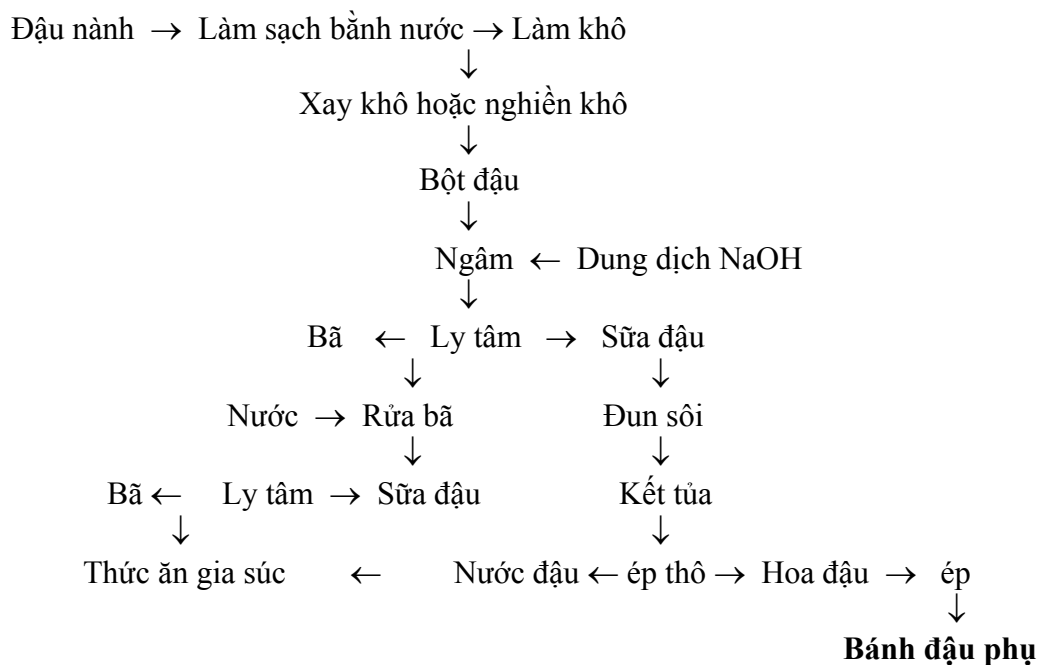 Đậu nành → Làm sạch bằnh nước → Làm khô
↓
Xay khô hoặc nghiền khô
↓
Bột đậu
↓
Ngâm ← Dung dịch NaOH
↓
Bã ← Ly tâm → Sữa đậu
↓ ↓
Nước → Rửa bã Đun sôi
↓ ↓
Bã ← Ly tâm → Sữa đậu Kết tủa
↓ ↓
Thức ăn gia súc ← Nước đậu ← ép thô → Hoa đậu → ép
↓
Bánh đậu phụ